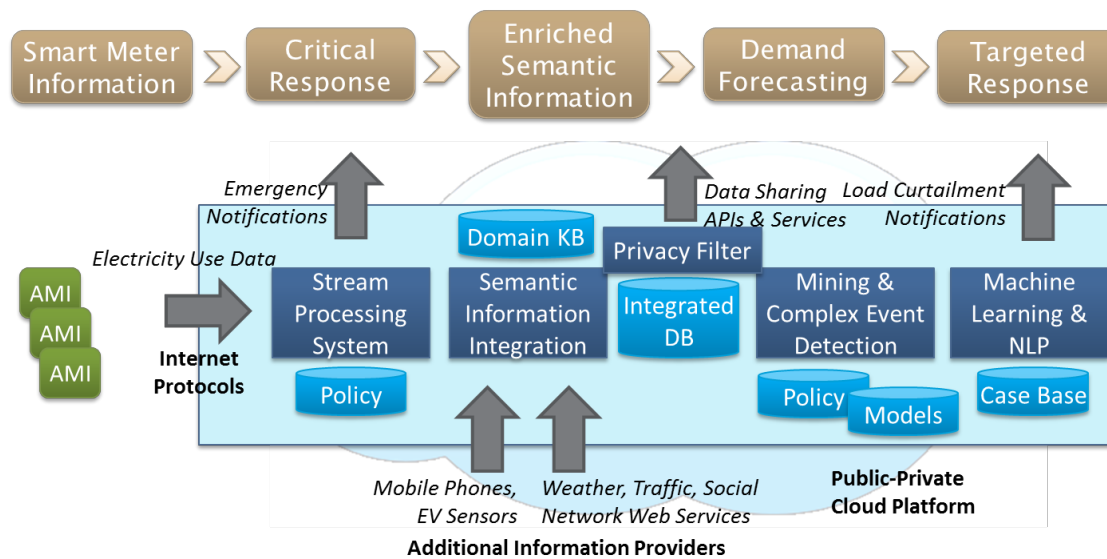 Smart Meter
Information
Critical
Response
Enriched
Semantic
Information
Demand
Forecasting
Targeted
Response
Emergency
Notifications
Data Sharing
APIs & Services
Load Curtailment
Notifications
Domain KB
Privacy Filter
Electricity Use Data
AMI
AMI
AMI
Internet
Protocols
Stream
Processing
System
Semantic
Information
Integration
Integrated
DB
Mining &
Complex Event
Detection
Machine
Learning &
NLP
Policy
Policy
Models
Case Base
Mobile Phones,
EV Sensors
Weather, Traffic, Social
Network Web Services
Public-Private
Cloud Platform
Additional Information Providers